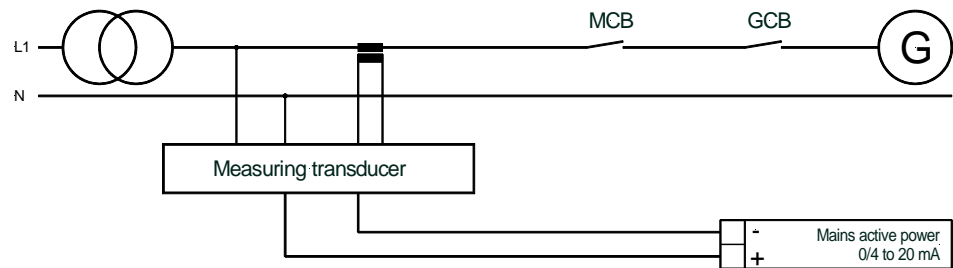 MCB GCB
L1 G
N
Measuring transducer
- Mains active power
+ 0/4 to 20 mA